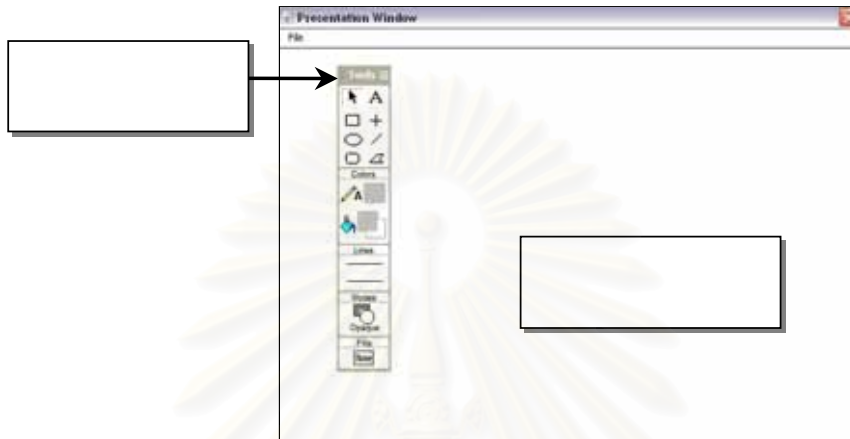 Presentation Window
File
Tools
A
Colors
A
Lines
Modes
Opaque
Fills
None